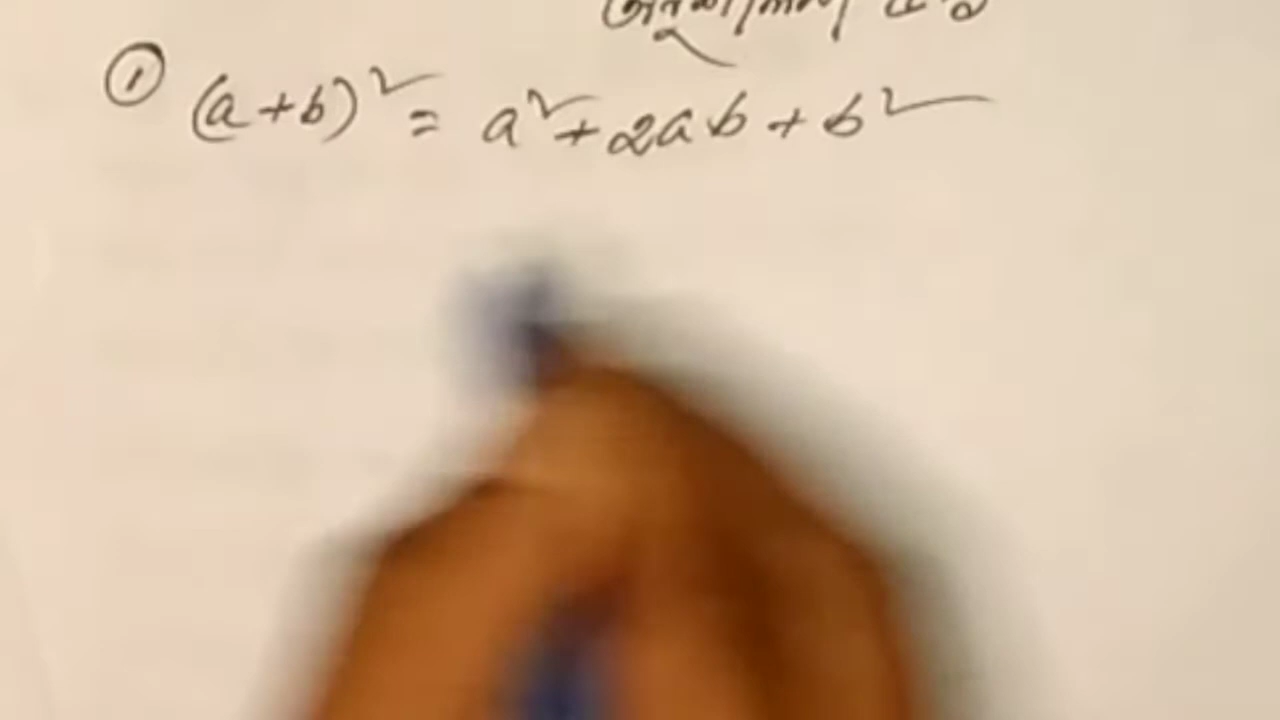 ① (a+b)² = a² + 2ab + b²